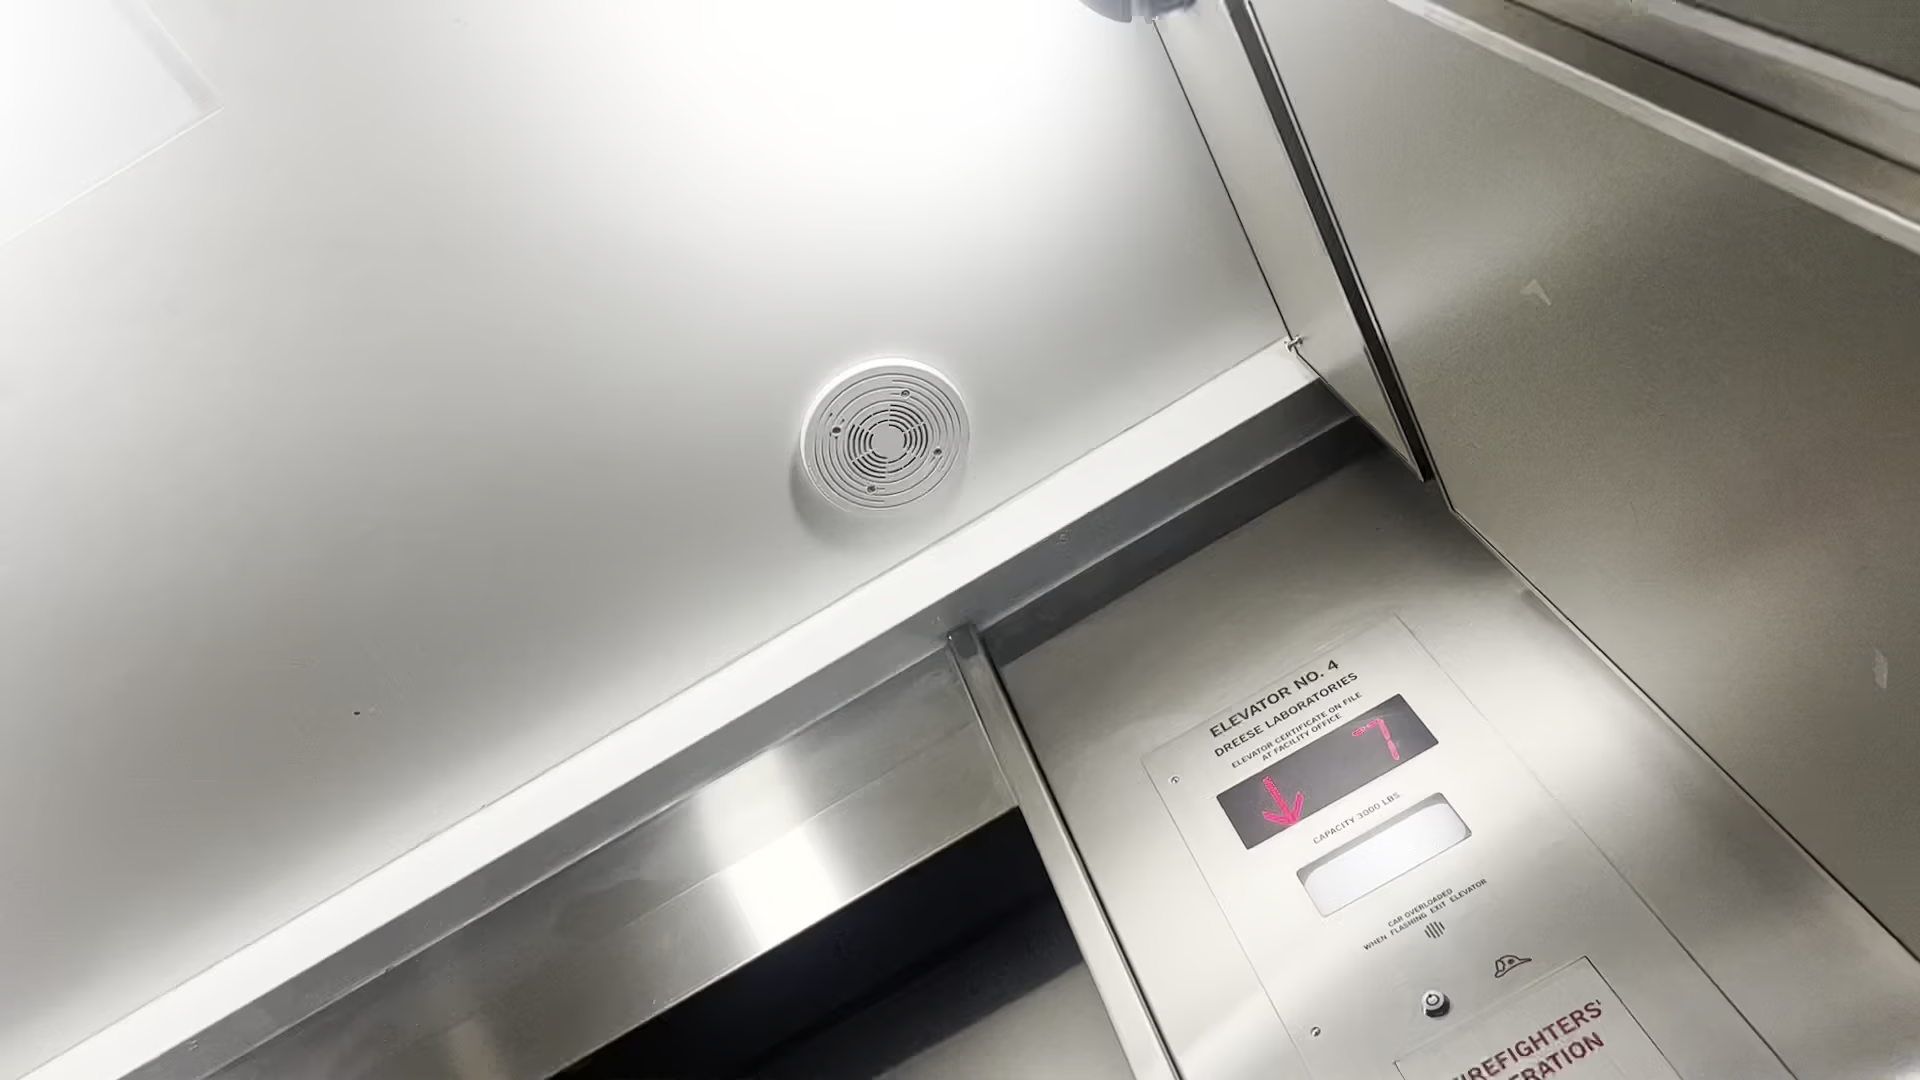 ELEVATOR NO. 4
DREESE LABORATORIES
ELEVATOR CERTIFICATE ON FILE
AT FACILITY OFFICE
7
CAPACITY 3000 LBS
CAR OVERLOADED
WHEN FLASHING EXIT ELEVATOR
FIREFIGHTERS'